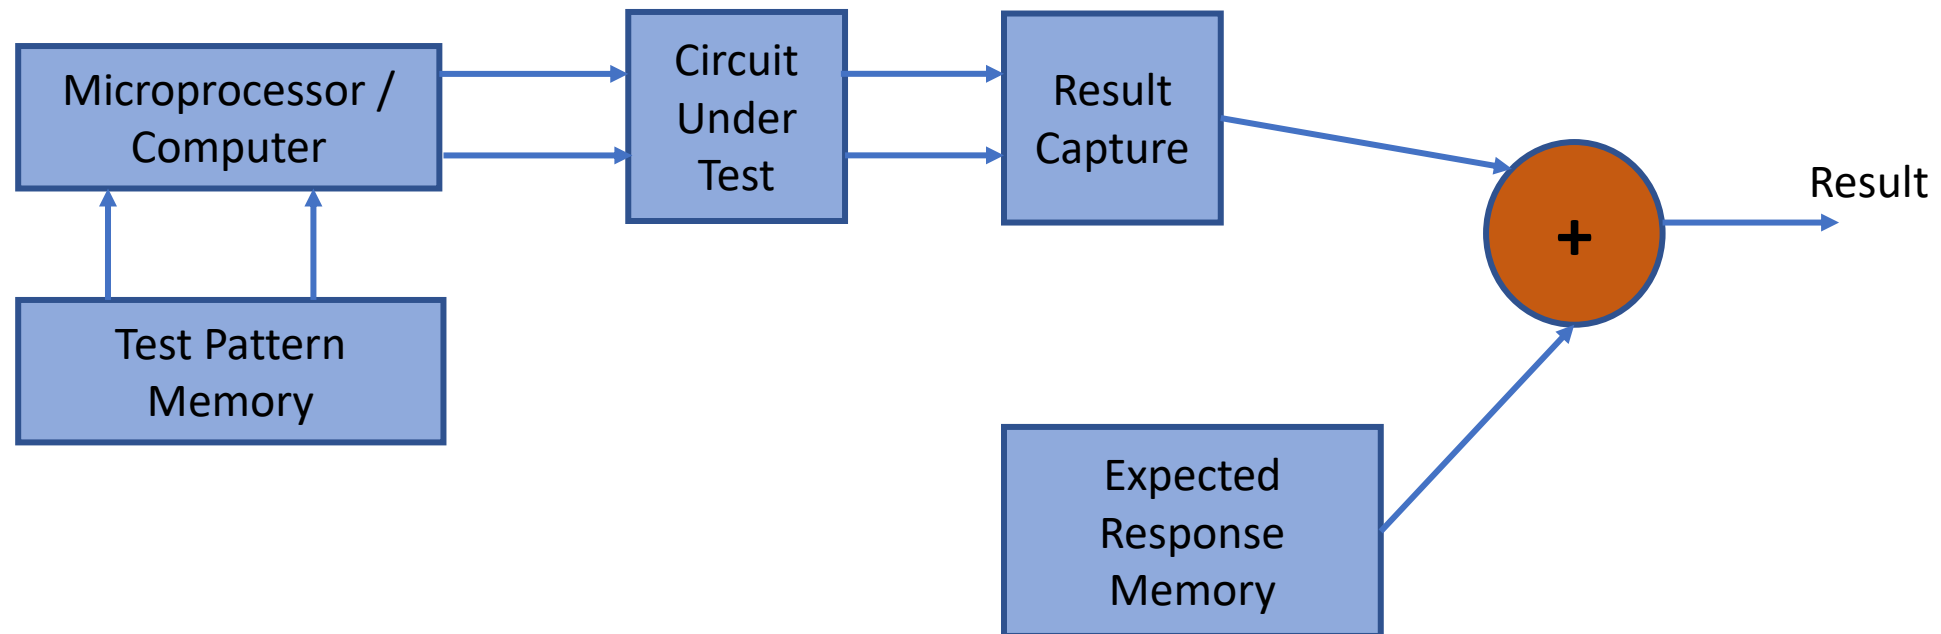 Microprocessor /
Computer
Circuit
Under
Test
Result
Capture
Result
+
Test Pattern
Memory
Expected
Response
Memory